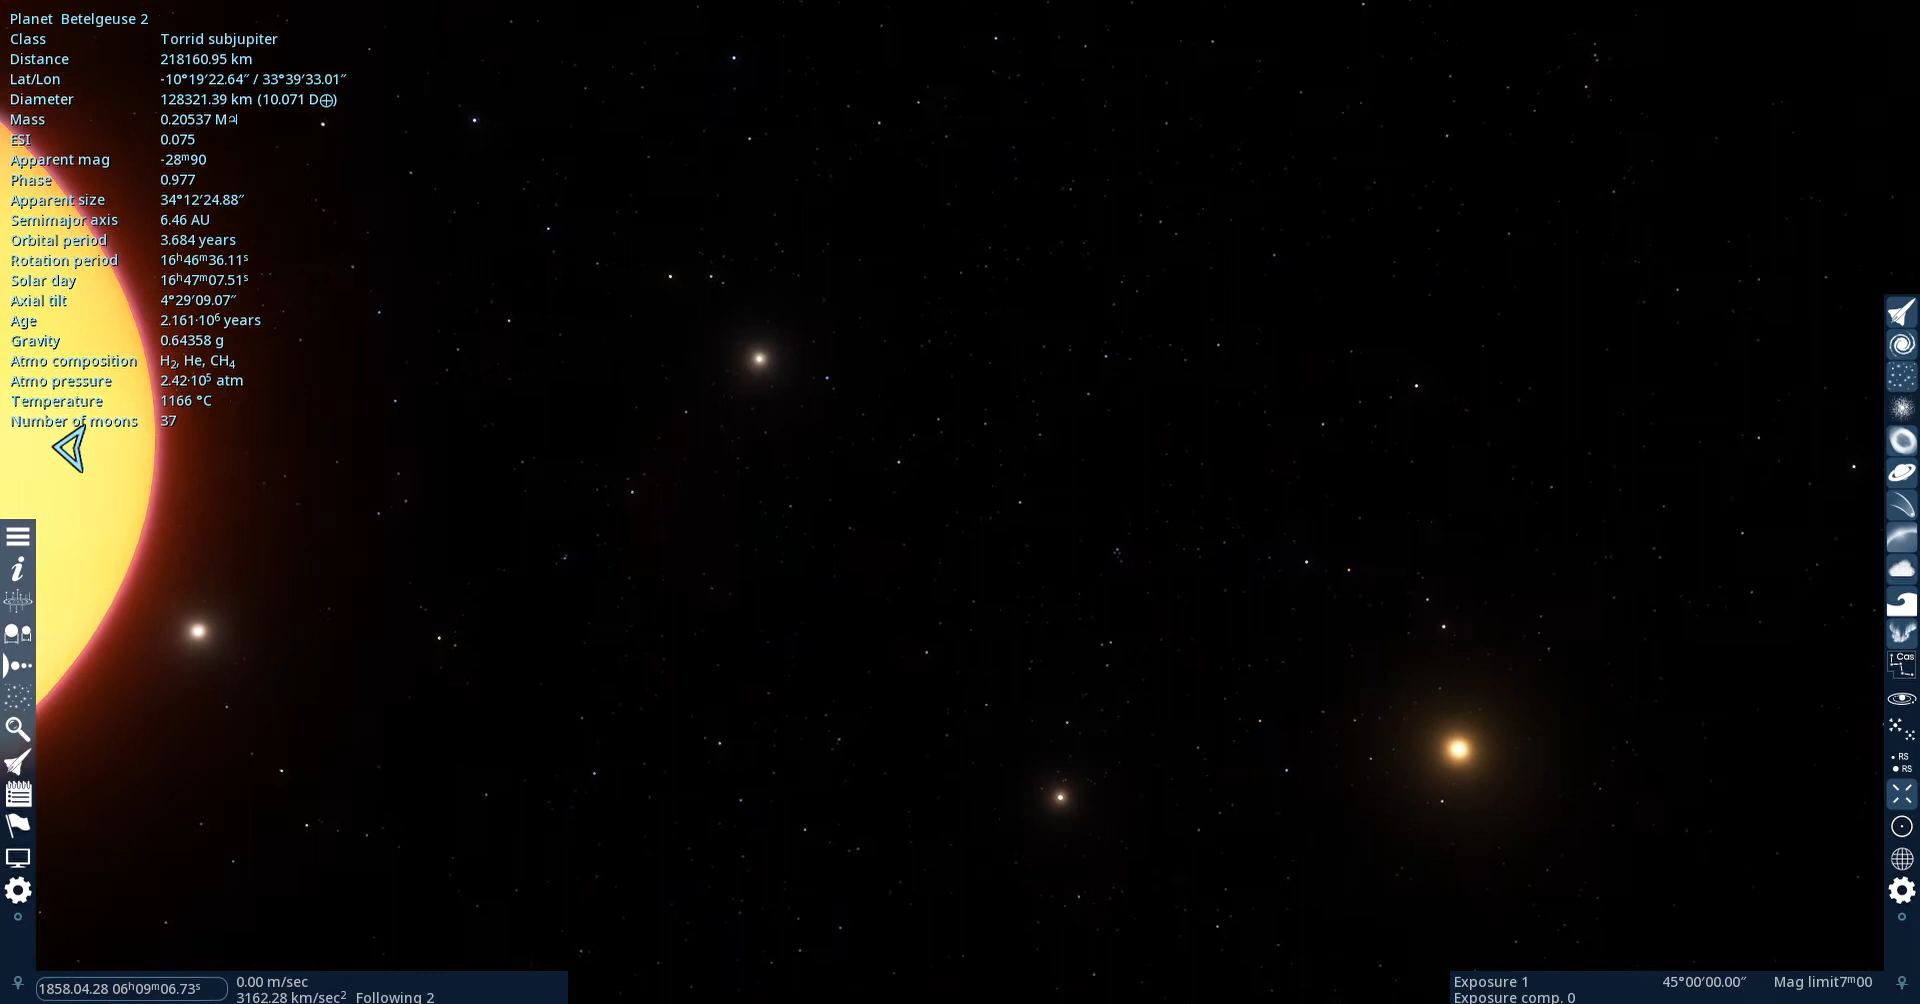 Planet Betelgeuse 2
Class Torrid subjupiter
Distance 218160.95 km
Lat/Lon -10°19′22.64″ / 33°39′33.01″
Diameter 128321.39 km (10.071 D⊕)
Mass 0.20537 M♃
ESI 0.075
Apparent mag -28ᵐ90
Phase 0.977
Apparent size 34°12′24.88″
Semimajor axis 6.46 AU
Orbital period 3.684 years
Rotation period 16ʰ46ᵐ36.11ˢ
Solar day 16ʰ47ᵐ07.51ˢ
Axial tilt 4°29′09.07″
Age 2.161·10⁶ years
Gravity 0.64358 g
Atmo composition H₂, He, CH₄
Atmo pressure 2.42·10⁵ atm
Temperature 1166 °C
Number of moons 37
Cas
RS
RS
1858.04.28 06ʰ09ᵐ06.73ˢ
0.00 m/sec
3162.28 km/sec² Following 2
Exposure 1 45°00′00.00″ Mag limit7ᵐ00
Exposure comp. 0